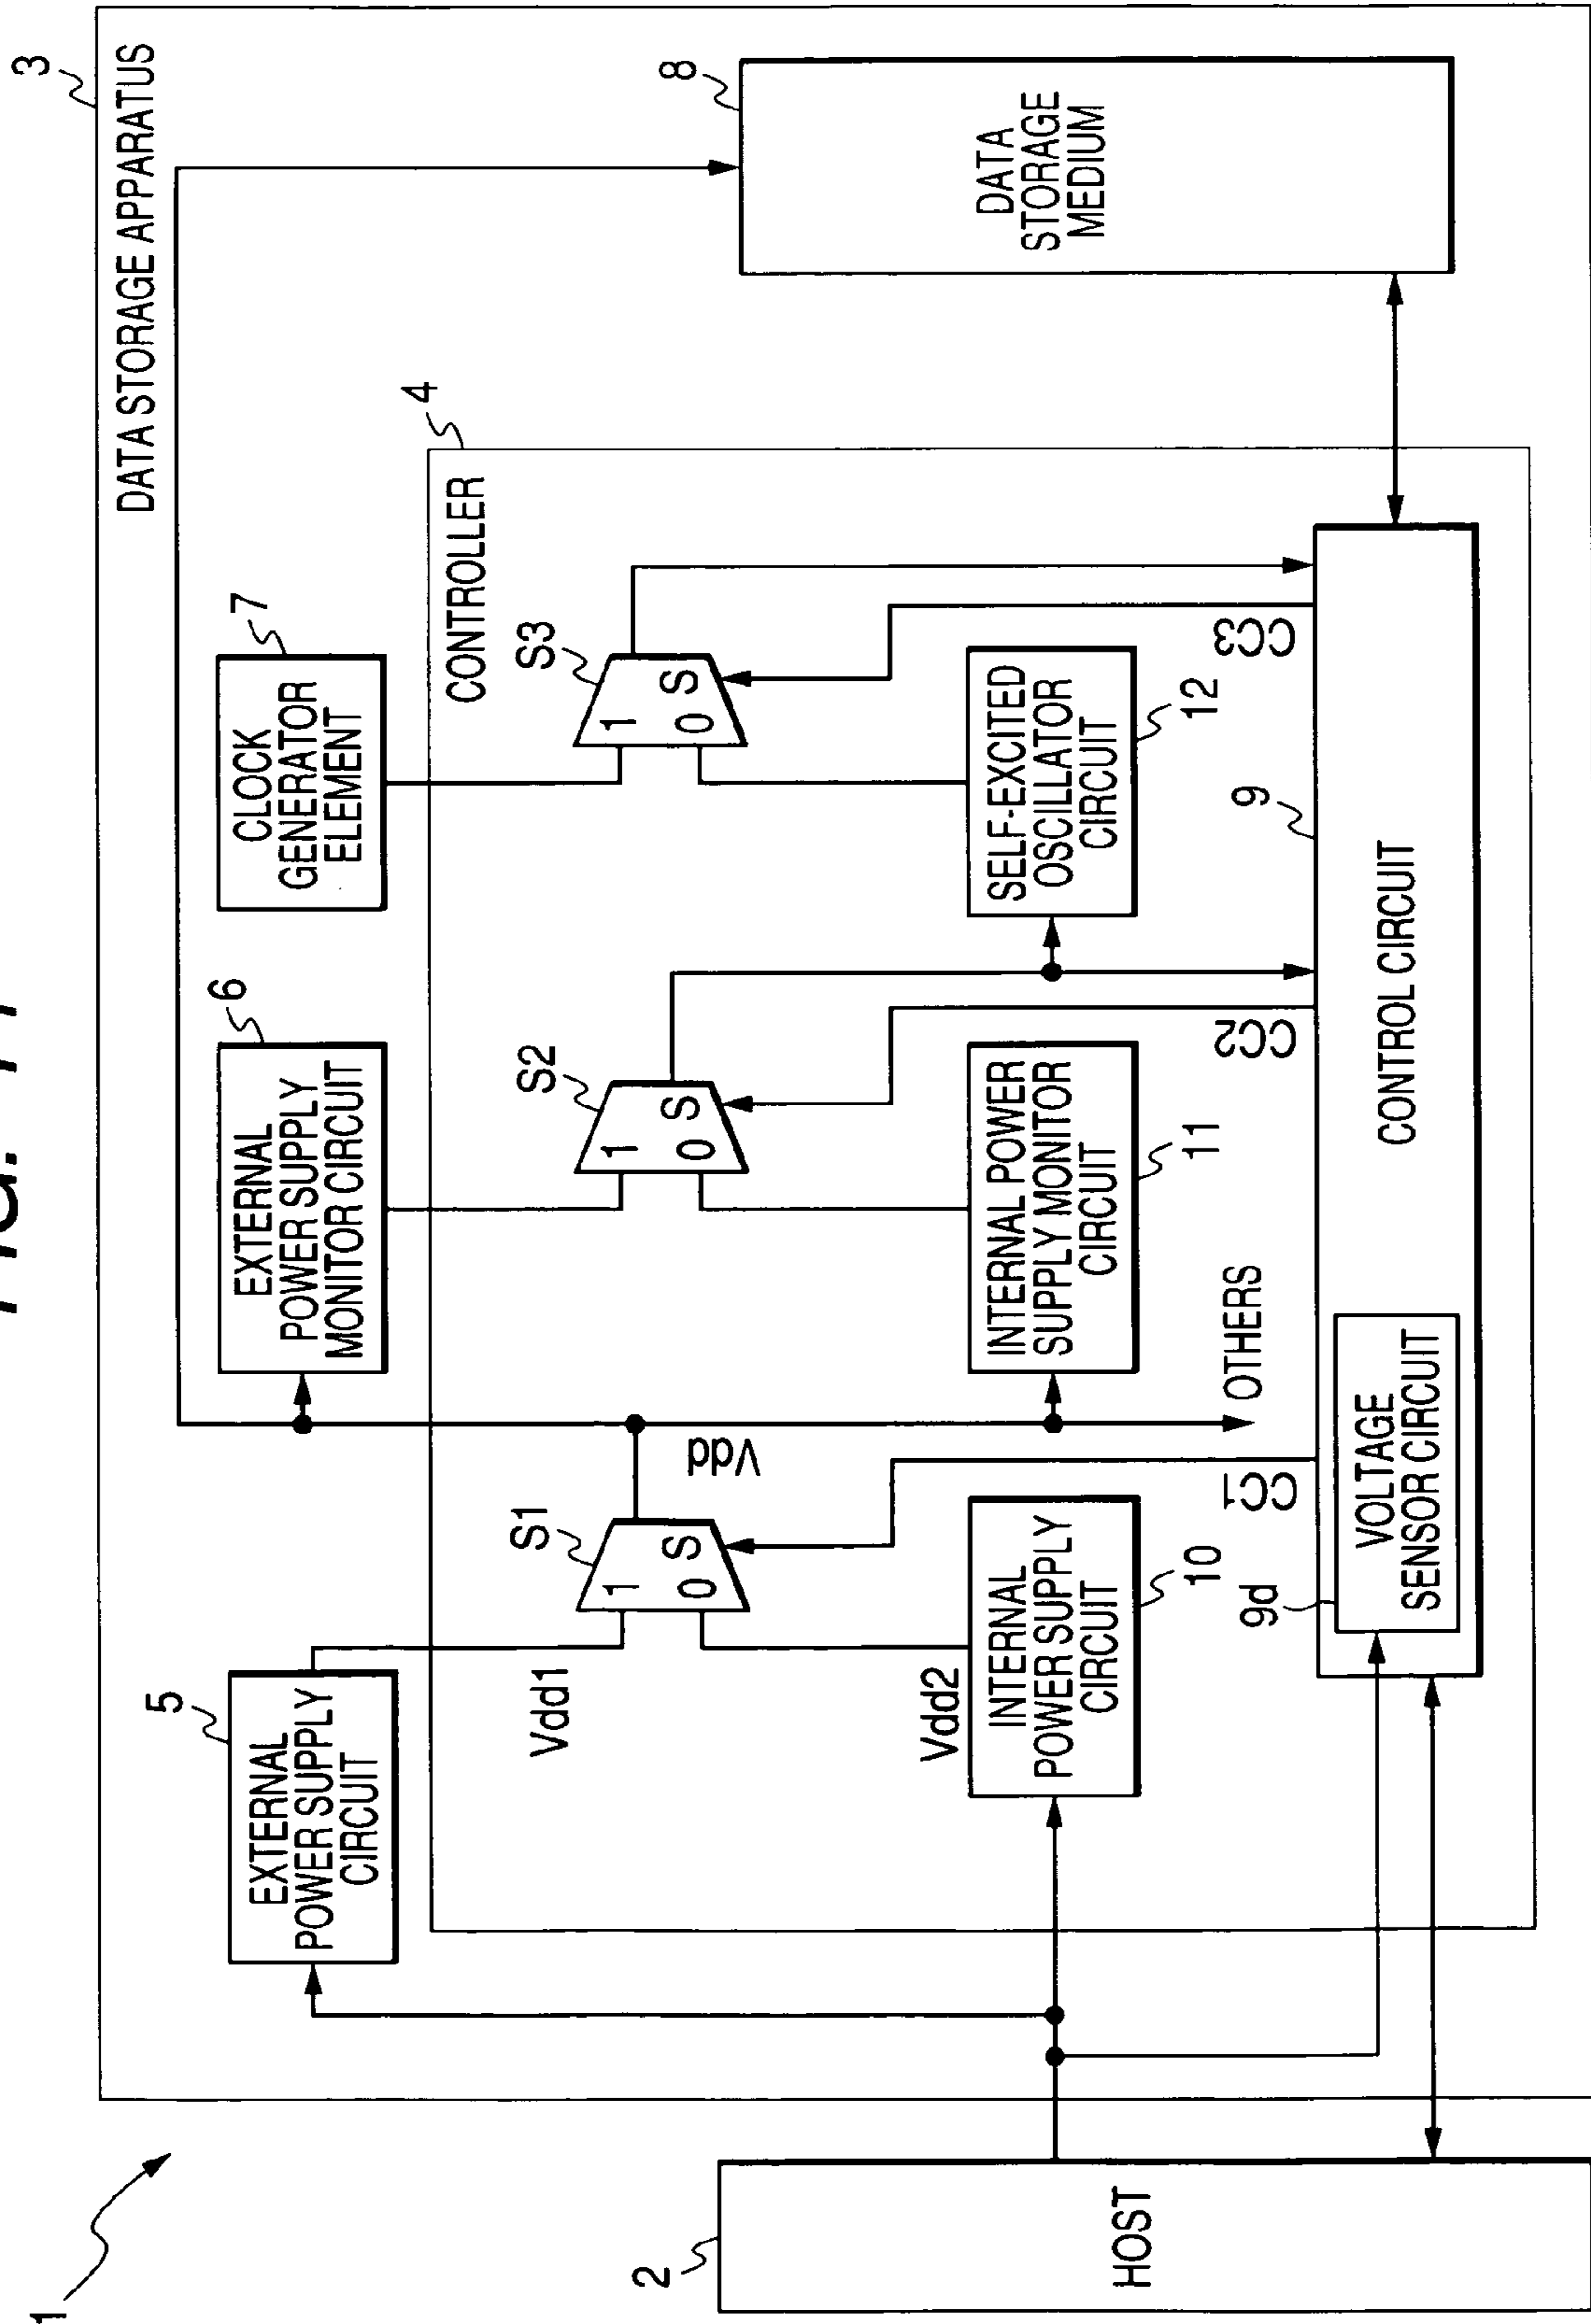 1
3
DATA STORAGE APPARATUS
5
EXTERNAL
POWER SUPPLY
CIRCUIT
6
EXTERNAL
POWER SUPPLY
MONITOR CIRCUIT
7
CLOCK
GENERATOR
ELEMENT
4
CONTROLLER
Vdd1
S1
1
0 S
Vdd
S2
1
0 S
S3
1
0 S
8
DATA
STORAGE
MEDIUM
Vdd2
INTERNAL
POWER SUPPLY
CIRCUIT
10
INTERNAL POWER
SUPPLY MONITOR
CIRCUIT
11
SELF-EXCITED
OSCILLATOR
CIRCUIT
12
CC1
OTHERS
CC2
CC3
9d
VOLTAGE
SENSOR CIRCUIT
9
CONTROL CIRCUIT
2
HOST